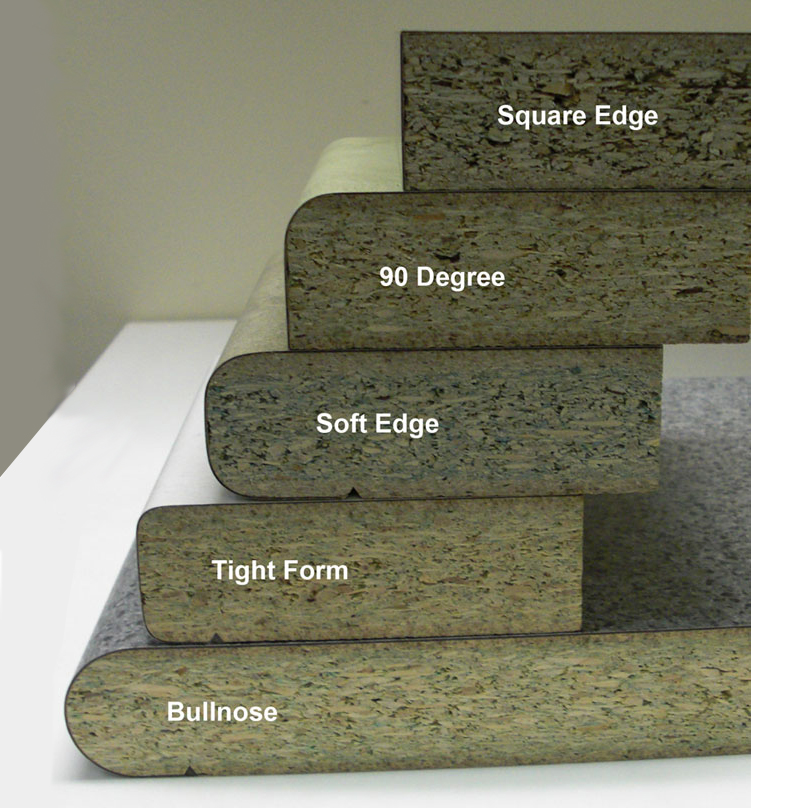 Square Edge
90 Degree
Soft Edge
Tight Form
Bullnose